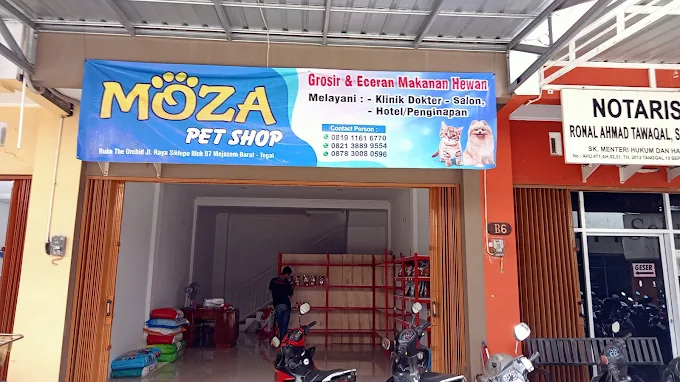 MOZA
PET SHOP
Grosir & Eceran Makanan Hewan
Melayani : - Klinik Dokter - Salon,
- Hotel/Penginapan
Contact Person :
0819 1161 6770
0821 3889 9554
0878 3008 0596
Ruko The Orchid Jl. Raya Siklepu Blok B7 Mejasem Barat - Tegal
B6
NOTARIS
RONAL AHMAD TAWAQAL, S
SK. MENTERI HUKUM DAN HA
GESER